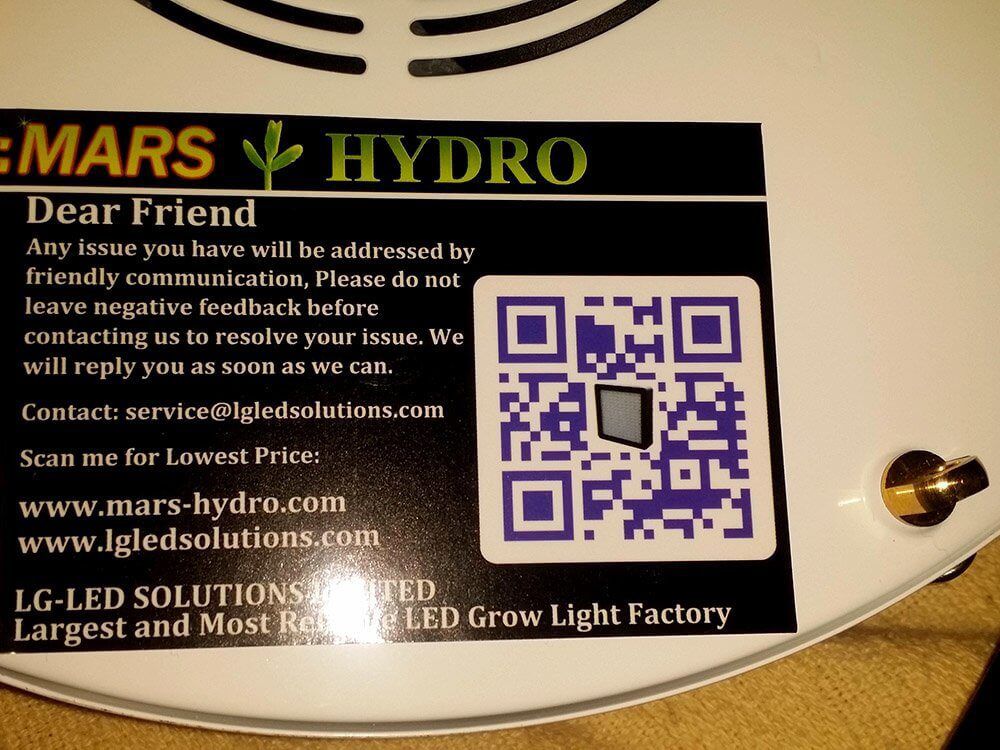 :MARS HYDRO
Dear Friend
Any issue you have will be addressed by
friendly communication, Please do not
leave negative feedback before
contacting us to resolve your issue. We
will reply you as soon as we can.
Contact: service@lgledsolutions.com
Scan me for Lowest Price:
www.mars-hydro.com
www.lgledsolutions.com
LG-LED SOLUTIONS
Largest and Most LED Grow Light Factory